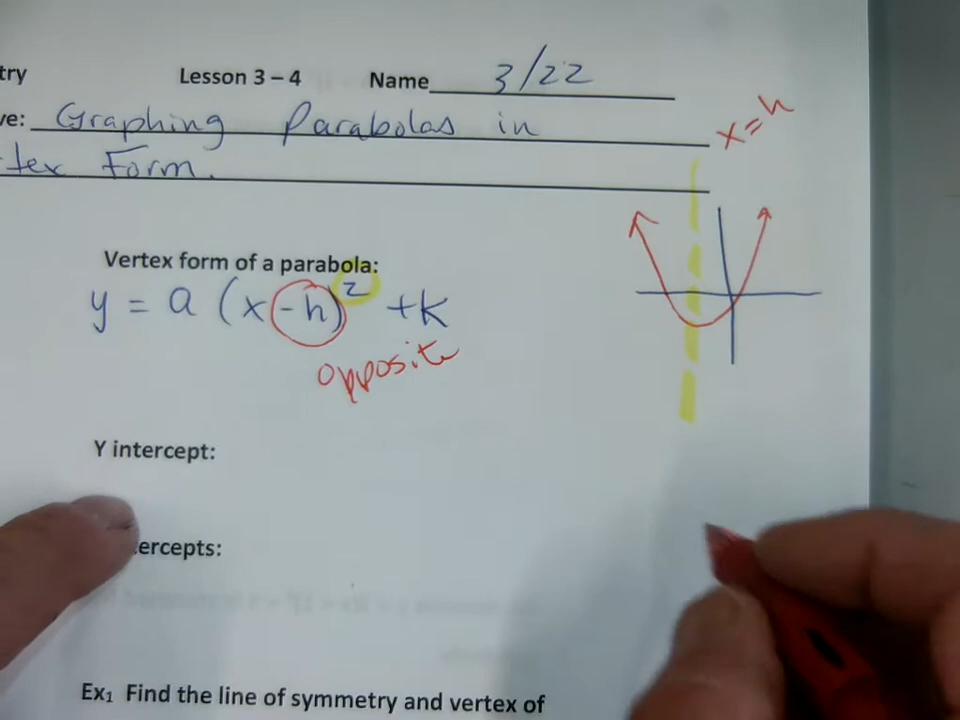 try Lesson 3 – 4 Name 3/22
ve: Graphing Parabolas in
tex Form.
x = h
Vertex form of a parabola:
y = a (x - h)² + k
opposite
Y intercept:
tercepts:
Ex₁ Find the line of symmetry and vertex of